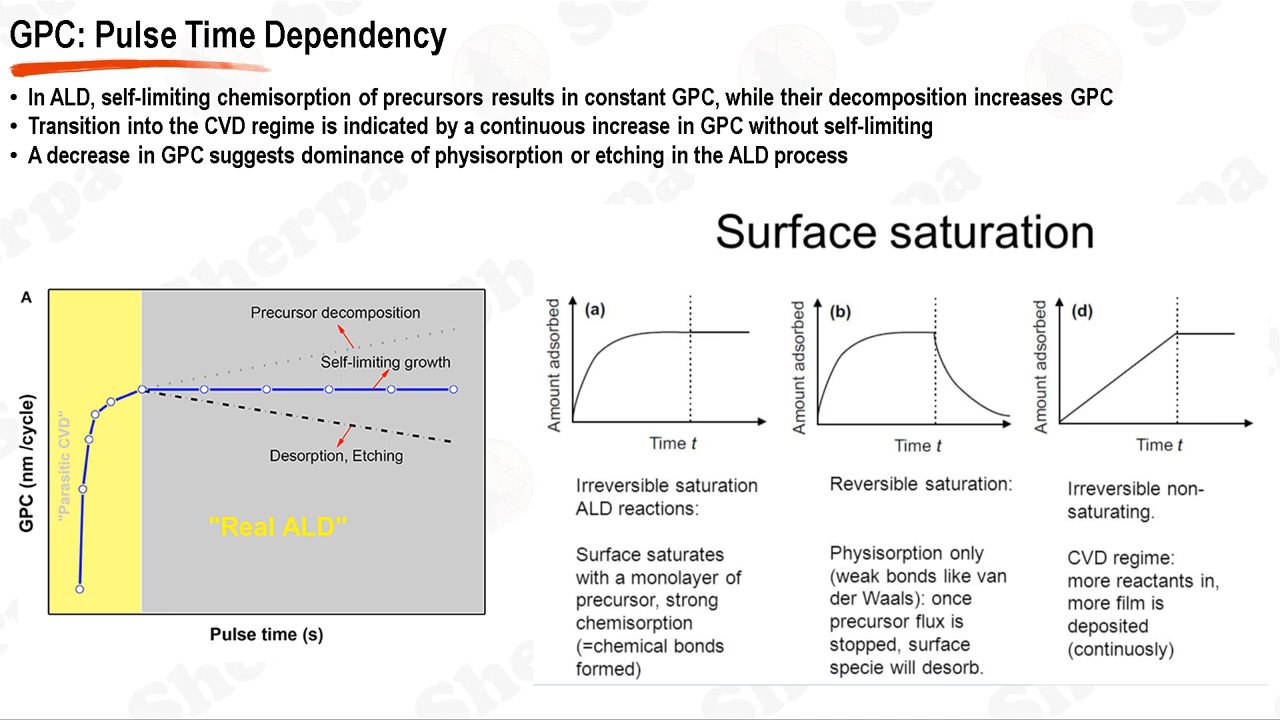 GPC: Pulse Time Dependency
• In ALD, self-limiting chemisorption of precursors results in constant GPC, while their decomposition increases GPC
• Transition into the CVD regime is indicated by a continuous increase in GPC without self-limiting
• A decrease in GPC suggests dominance of physisorption or etching in the ALD process
A
Precursor decomposition
Self-limiting growth
Desorption, Etching
"Parasitic CVD"
"Real ALD"
GPC (nm /cycle)
Pulse time (s)
Surface saturation
(a)
Amount adsorbed
Time t
(b)
Amount adsorbed
Time t
(d)
Amount adsorbed
Time t
Irreversible saturation
ALD reactions:
Surface saturates
with a monolayer of
precursor, strong
chemisorption
(=chemical bonds
formed)
Reversible saturation:
Physisorption only
(weak bonds like van
der Waals): once
precursor flux is
stopped, surface
specie will desorb.
Irreversible non-
saturating.
CVD regime:
more reactants in,
more film is
deposited
(continuosly)
Sherpa